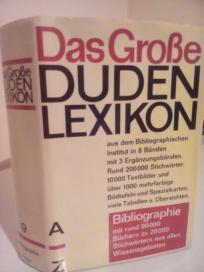 Das Große
DUDEN
LEXIKON
aus dem Bibliographischen
Institut in 8 Bänden
mit 3 Ergänzungsbänden.
Rund 200000 Stichwörter.
10000 Textbilder und
über 1000 mehrfarbige
Bildtafeln und Spezialkarten,
viele Tabellen u. Übersichten.
Bibliographie
mit rund 90000
Büchern zu 20000
Stichwörtern aus allen
Wissensgebieten
Das Große
DUDEN
LEXIKON
9
A
Z